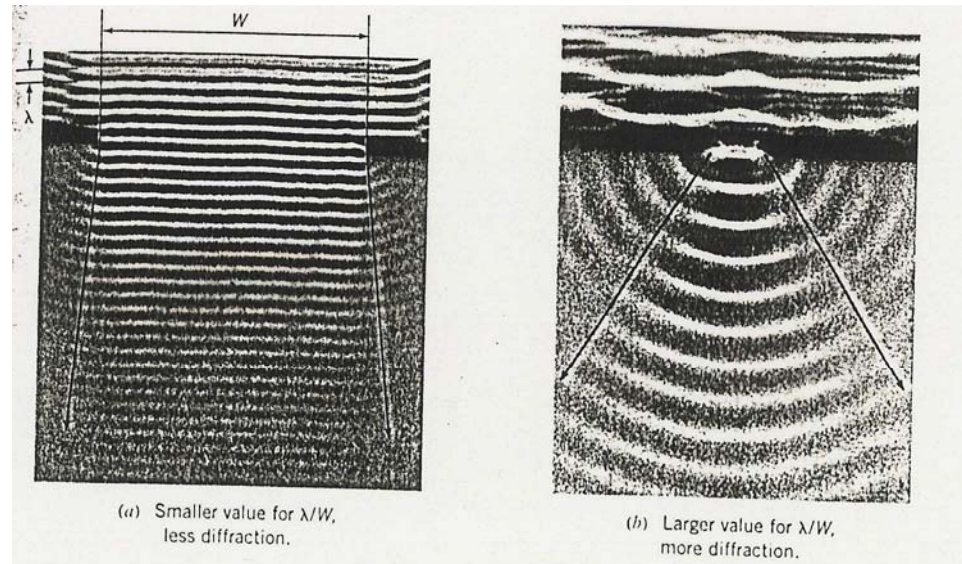 W
λ
(a) Smaller value for λ/W,
less diffraction.
(b) Larger value for λ/W,
more diffraction.